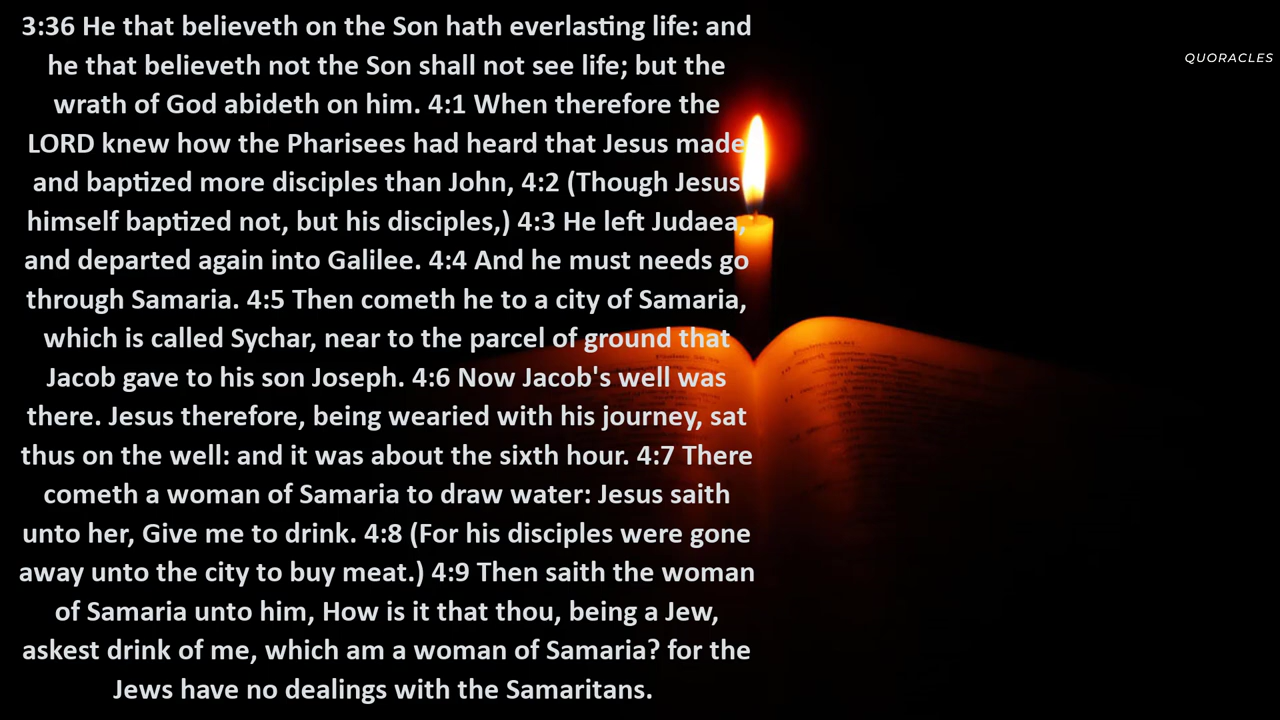 3:36 He that believeth on the Son hath everlasting life: and
he that believeth not the Son shall not see life; but the
wrath of God abideth on him. 4:1 When therefore the
LORD knew how the Pharisees had heard that Jesus made
and baptized more disciples than John, 4:2 (Though Jesus
himself baptized not, but his disciples,) 4:3 He left Judaea,
and departed again into Galilee. 4:4 And he must needs go
through Samaria. 4:5 Then cometh he to a city of Samaria,
which is called Sychar, near to the parcel of ground that
Jacob gave to his son Joseph. 4:6 Now Jacob's well was
there. Jesus therefore, being wearied with his journey, sat
thus on the well: and it was about the sixth hour. 4:7 There
cometh a woman of Samaria to draw water: Jesus saith
unto her, Give me to drink. 4:8 (For his disciples were gone
away unto the city to buy meat.) 4:9 Then saith the woman
of Samaria unto him, How is it that thou, being a Jew,
askest drink of me, which am a woman of Samaria? for the
Jews have no dealings with the Samaritans.
QUORACLES